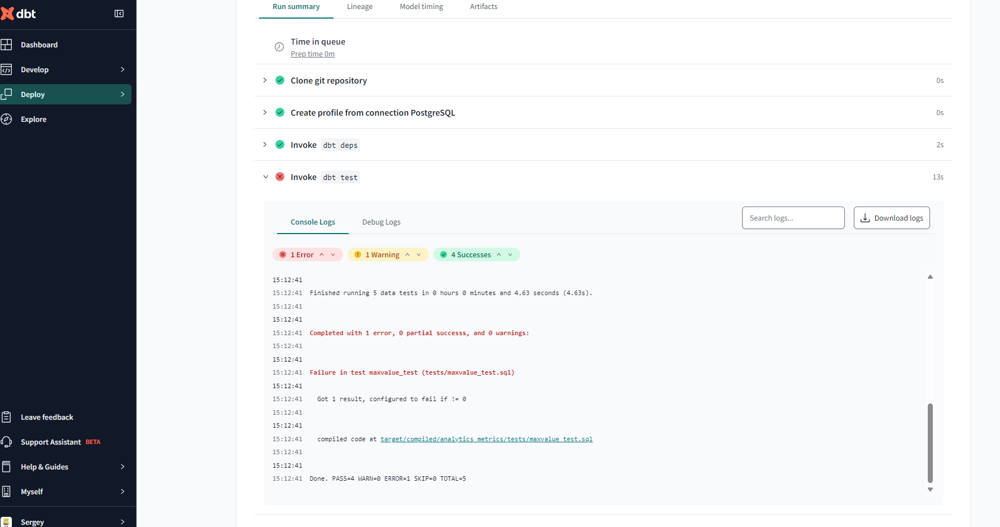 dbt
Dashboard
Develop
Deploy
Explore
Leave feedback
Support Assistant BETA
Help & Guides
Myself
Sergey
Run summary Lineage Model timing Artifacts
Time in queue
Prep time 0m
Clone git repository 0s
Create profile from connection PostgreSQL 0s
Invoke dbt deps 2s
Invoke dbt test 13s
Console Logs Debug Logs Search logs... Download logs
1 Error 1 Warning 4 Successes
15:12:41
15:12:41 Finished running 5 data tests in 0 hours 0 minutes and 4.63 seconds (4.63s).
15:12:41
15:12:41
15:12:41 Completed with 1 error, 0 partial successs, and 0 warnings:
15:12:41
15:12:41
15:12:41 Failure in test maxvalue_test (tests/maxvalue_test.sql)
15:12:41
15:12:41 Got 1 result, configured to fail if != 0
15:12:41
15:12:41
15:12:41 compiled code at target/compiled/analytics_metrics/tests/maxvalue_test.sql
15:12:41
15:12:41
15:12:41 Done. PASS=4 WARN=0 ERROR=1 SKIP=0 TOTAL=5